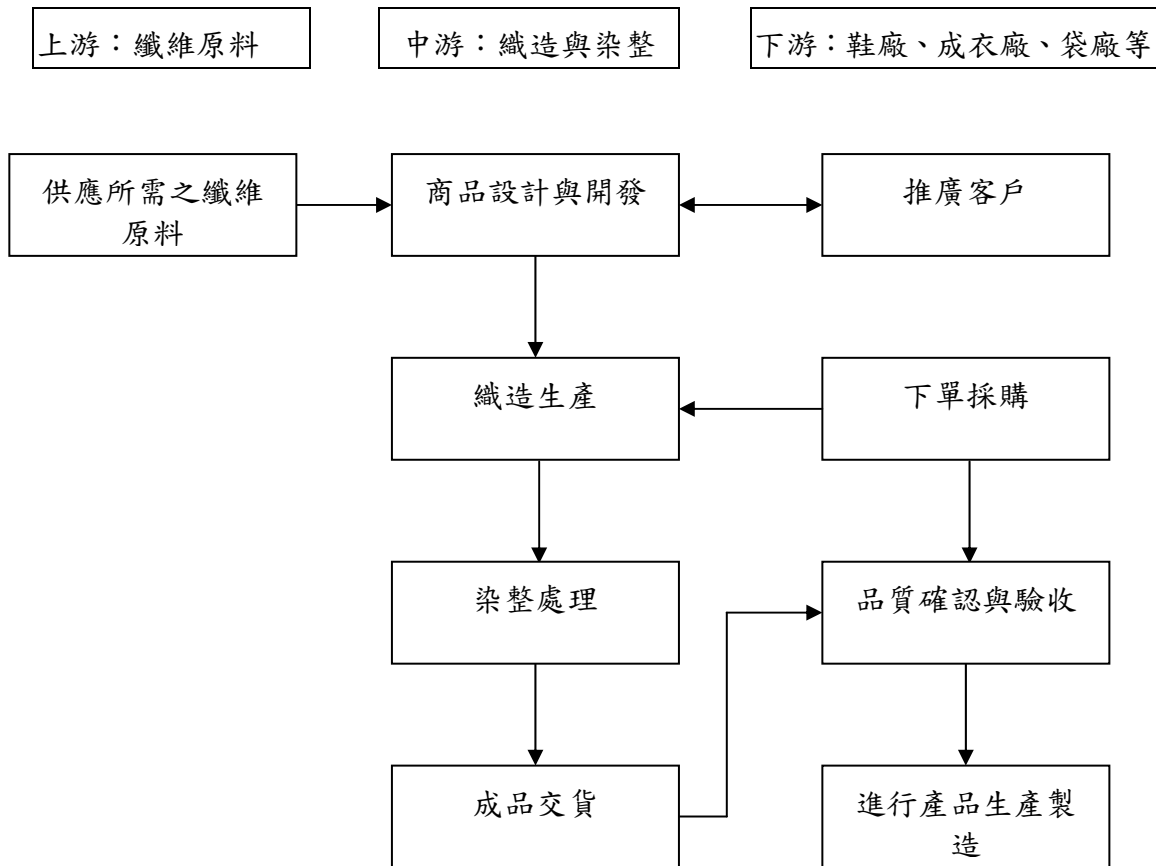 上游：纖維原料
中游：織造與染整
下游：鞋廠、成衣廠、袋廠等
供應所需之纖維
原料
商品設計與開發
推廣客戶
織造生產
下單採購
染整處理
品質確認與驗收
成品交貨
進行產品生產製
造